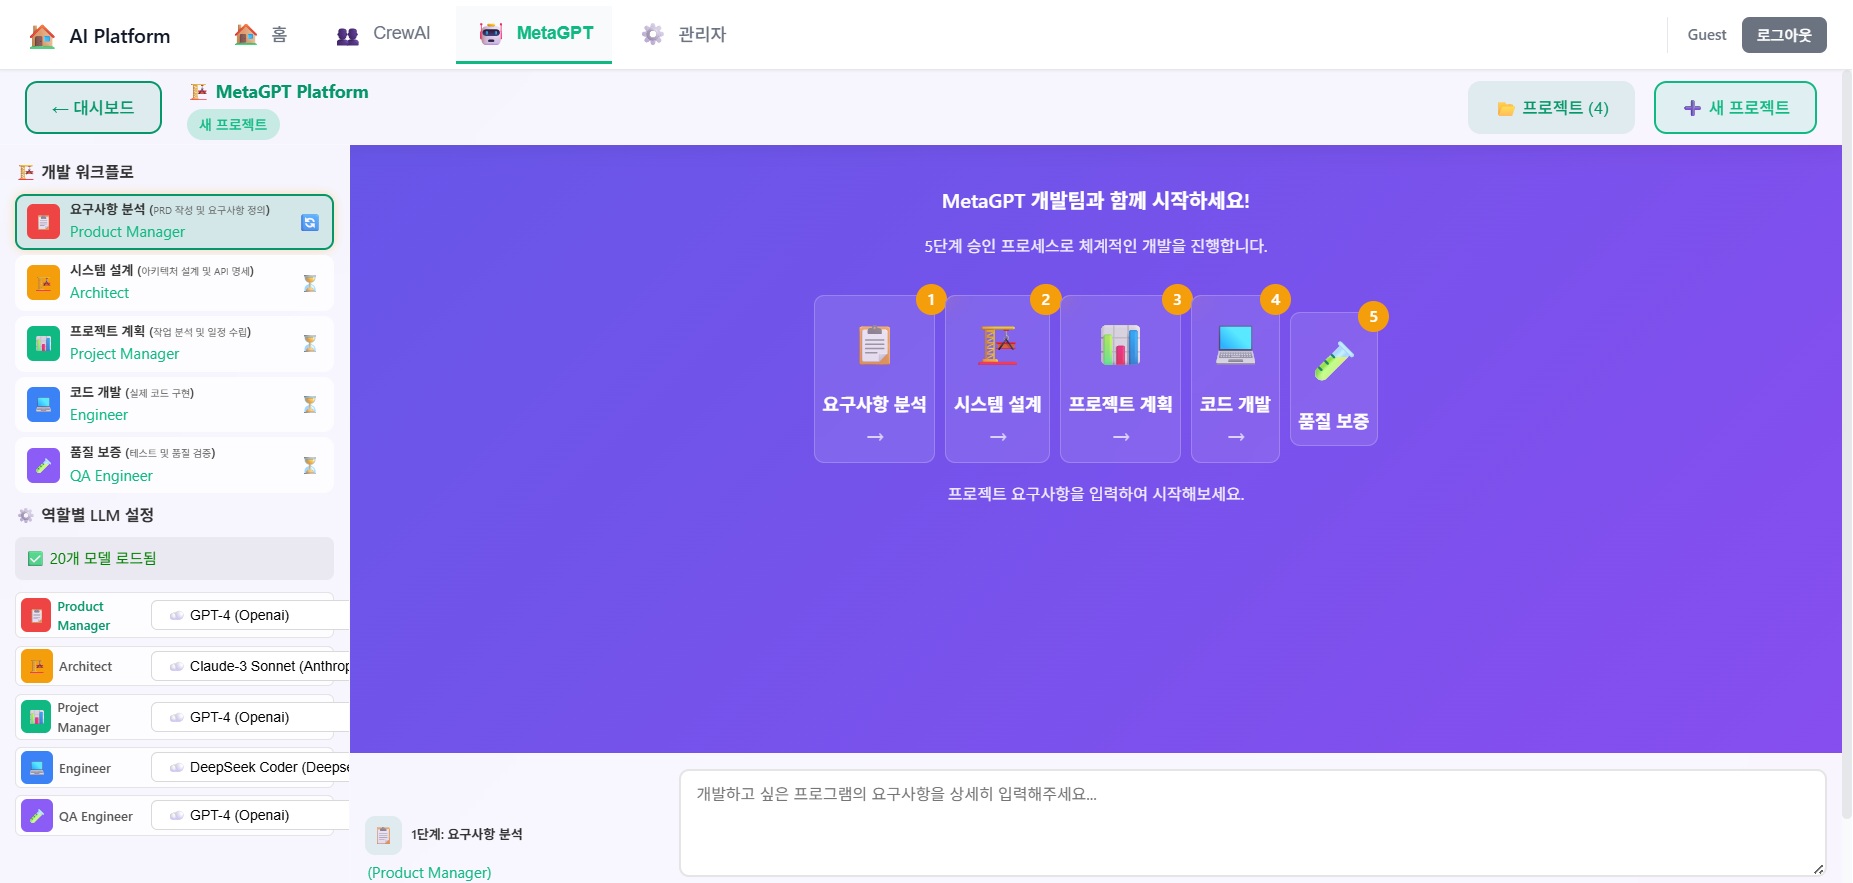 AI Platform
홈
CrewAI
MetaGPT
관리자
Guest
로그아웃
← 대시보드
MetaGPT Platform
새 프로젝트
프로젝트 (4)
새 프로젝트
개발 워크플로
요구사항 분석 (PRD 작성 및 요구사항 정의)
Product Manager
시스템 설계 (아키텍처 설계 및 API 명세)
Architect
프로젝트 계획 (작업 분석 및 일정 수립)
Project Manager
코드 개발 (실제 코드 구현)
Engineer
품질 보증 (테스트 및 품질 검증)
QA Engineer
역할별 LLM 설정
20개 모델 로드됨
Product
Manager
GPT-4 (Openai)
Architect
Claude-3 Sonnet (Anthrop
Project
Manager
GPT-4 (Openai)
Engineer
DeepSeek Coder (Deepse
QA Engineer
GPT-4 (Openai)
MetaGPT 개발팀과 함께 시작하세요!
5단계 승인 프로세스로 체계적인 개발을 진행합니다.
1
요구사항 분석
→
2
시스템 설계
→
3
프로젝트 계획
→
4
코드 개발
→
5
품질 보증
프로젝트 요구사항을 입력하여 시작해보세요.
1단계: 요구사항 분석
(Product Manager)
개발하고 싶은 프로그램의 요구사항을 상세히 입력해주세요...